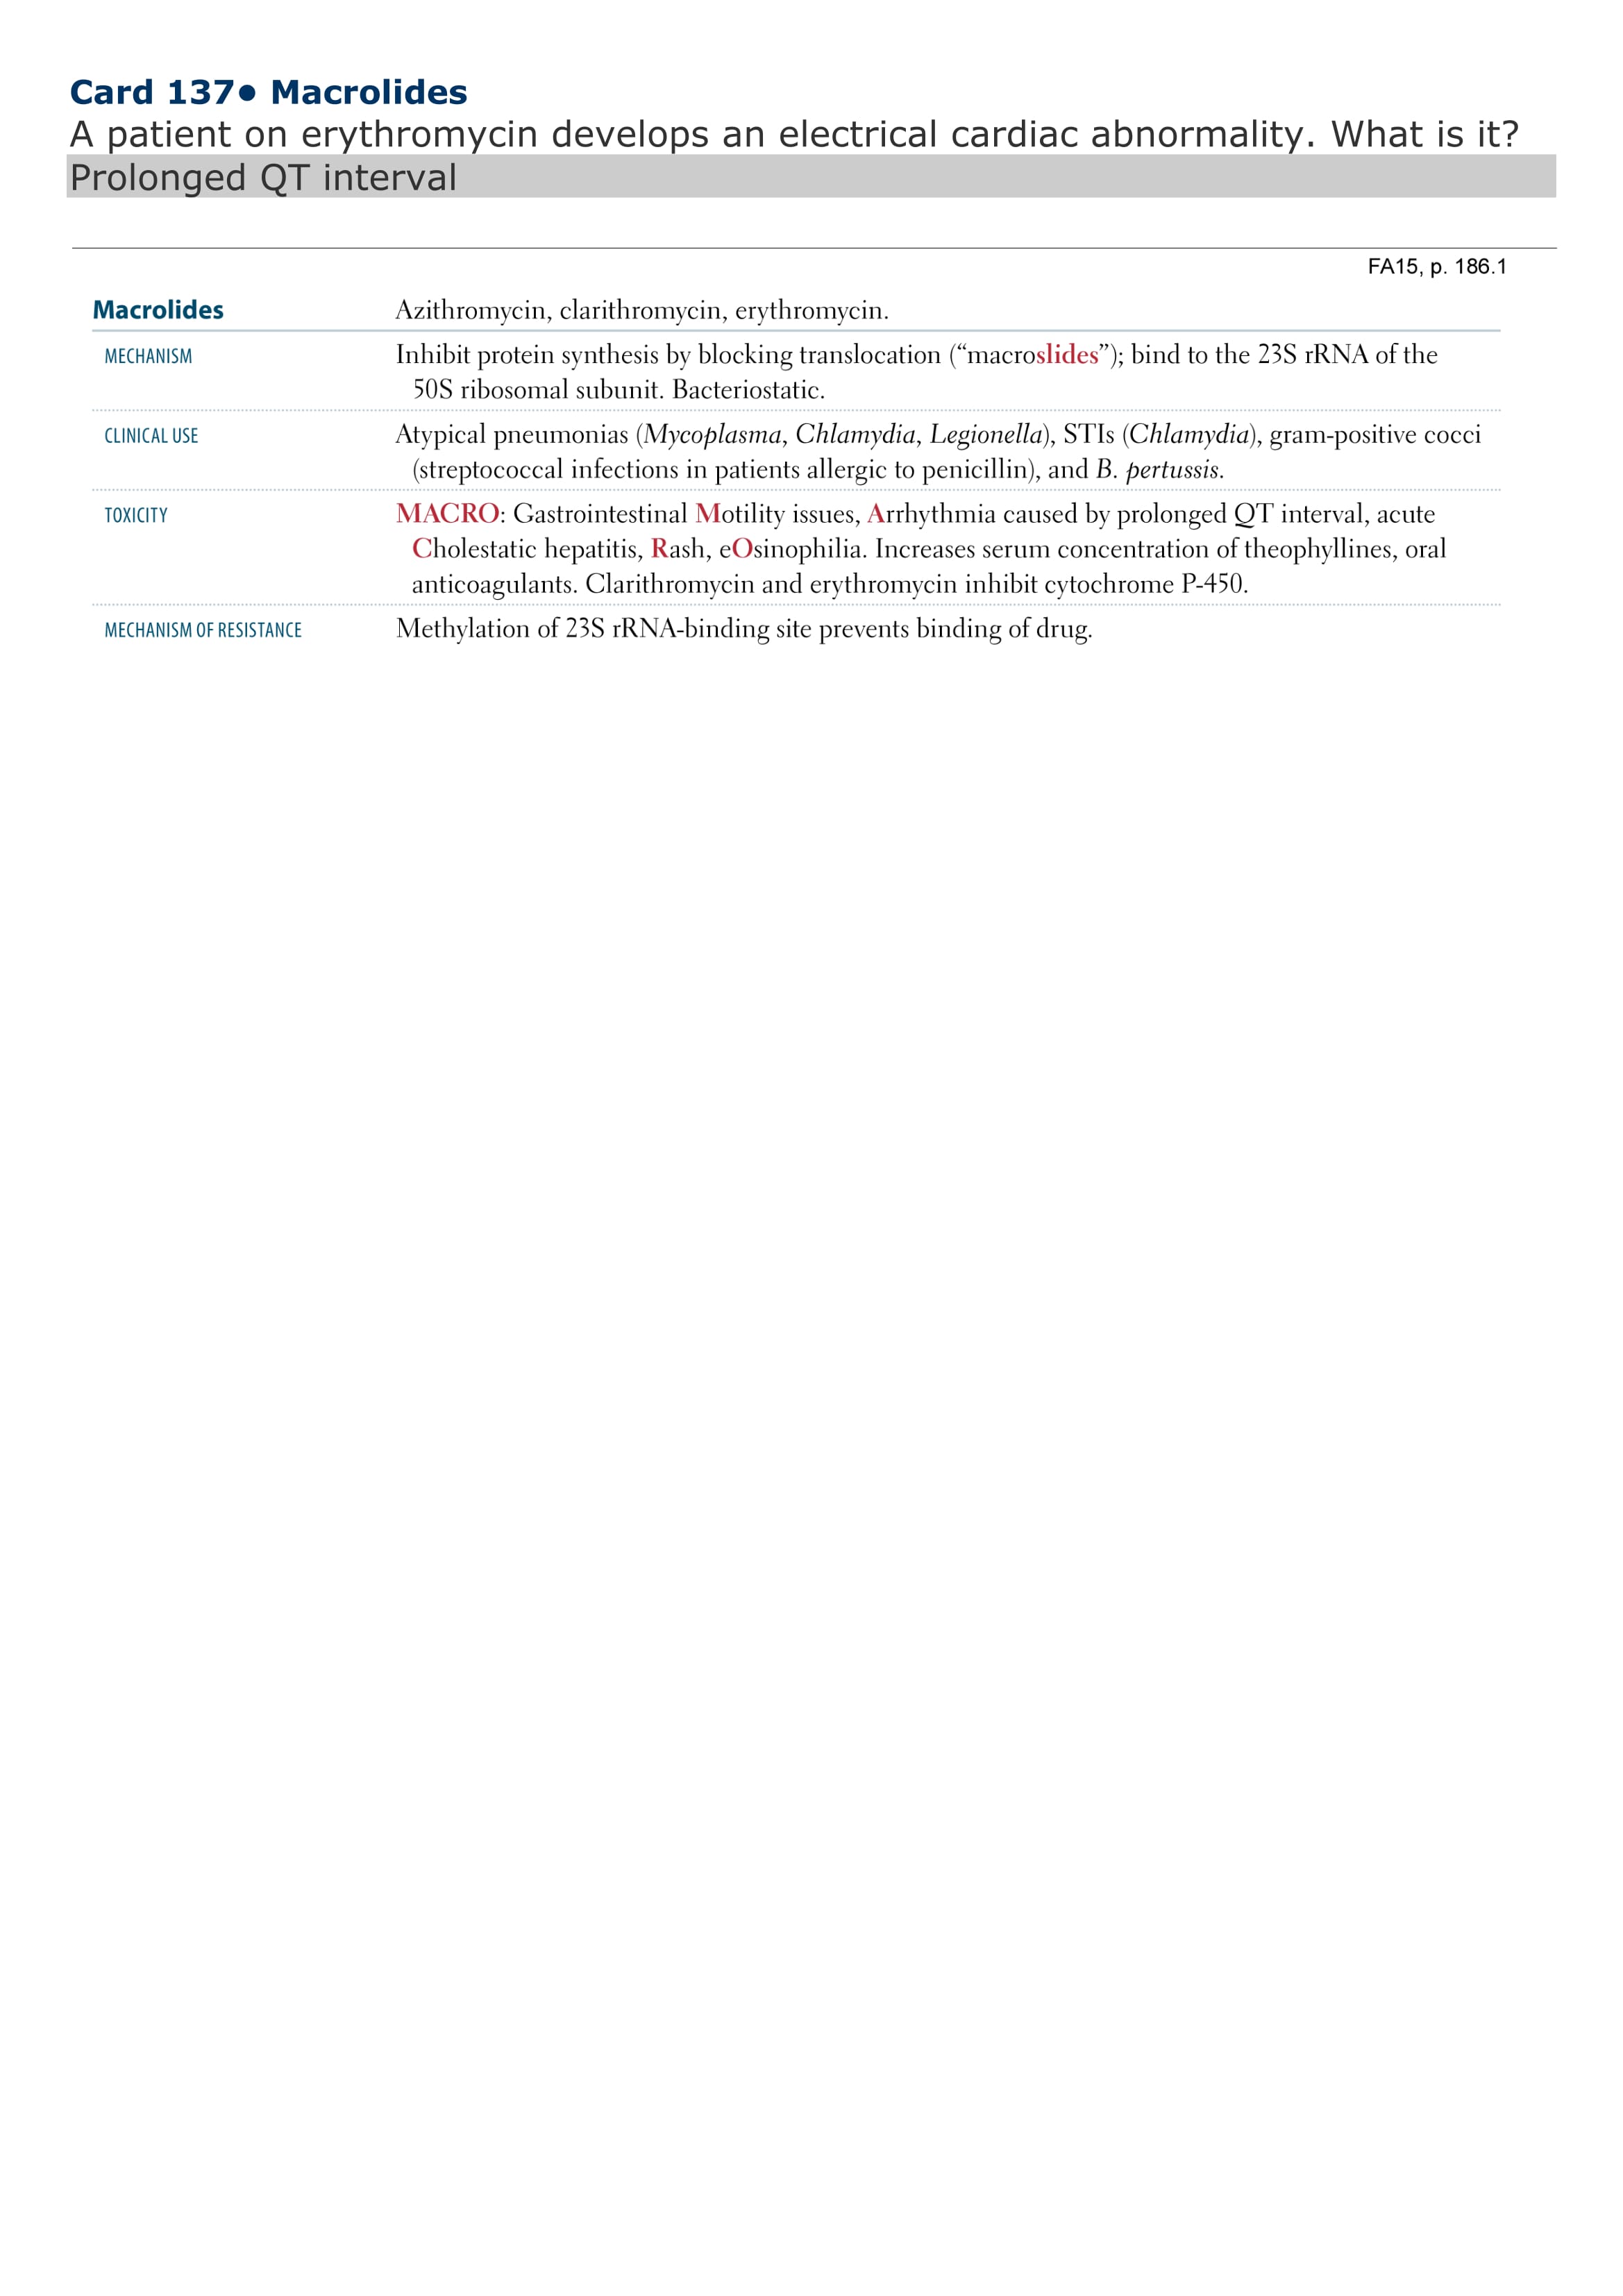 Card 137● Macrolides
A patient on erythromycin develops an electrical cardiac abnormality. What is it?
Prolonged QT interval
FA15, p. 186.1
Macrolides Azithromycin, clarithromycin, erythromycin.
MECHANISM Inhibit protein synthesis by blocking translocation (“macroslides”); bind to the 23S rRNA of the
50S ribosomal subunit. Bacteriostatic.
CLINICAL USE Atypical pneumonias (Mycoplasma, Chlamydia, Legionella), STIs (Chlamydia), gram-positive cocci
(streptococcal infections in patients allergic to penicillin), and B. pertussis.
TOXICITY MACRO: Gastrointestinal Motility issues, Arrhythmia caused by prolonged QT interval, acute
Cholestatic hepatitis, Rash, eOsinophilia. Increases serum concentration of theophyllines, oral
anticoagulants. Clarithromycin and erythromycin inhibit cytochrome P-450.
MECHANISM OF RESISTANCE Methylation of 23S rRNA-binding site prevents binding of drug.